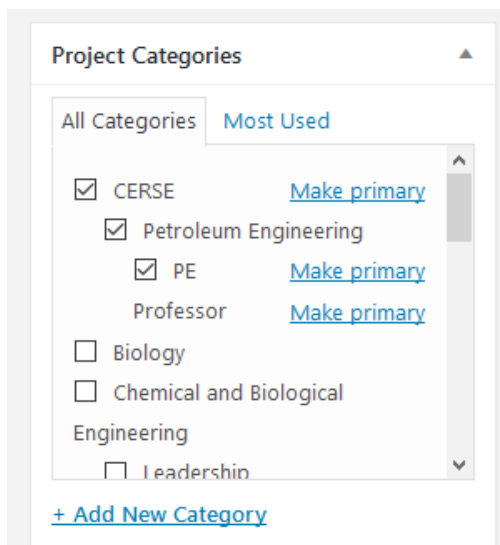 Project Categories
All Categories Most Used
CERSE Make primary
Petroleum Engineering
PE Make primary
Professor Make primary
Biology
Chemical and Biological
Engineering
Leadership
+ Add New Category